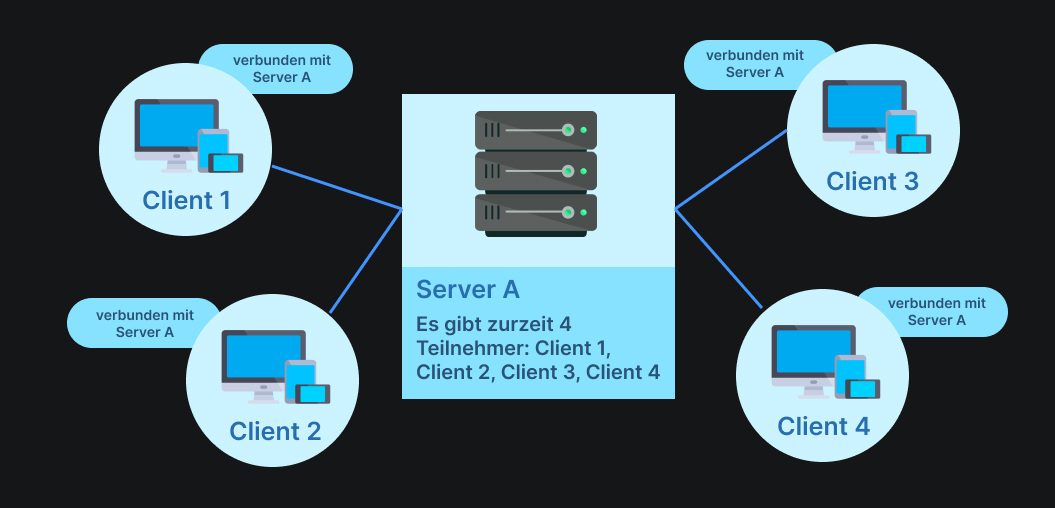 verbunden mit
Server A
Client 1
verbunden mit
Server A
Client 2
Server A
Es gibt zurzeit 4
Teilnehmer: Client 1,
Client 2, Client 3, Client 4
verbunden mit
Server A
Client 3
verbunden mit
Server A
Client 4